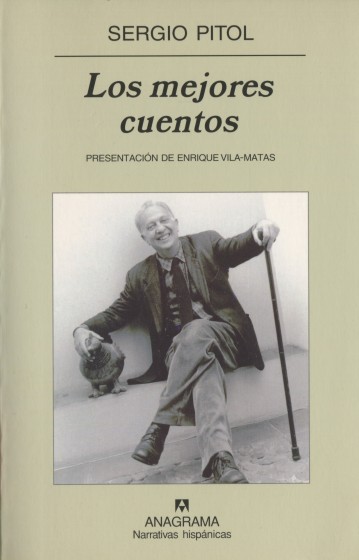 SERGIO PITOL
Los mejores
cuentos
PRESENTACIÓN DE ENRIQUE VILA-MATAS
A
ANAGRAMA
Narrativas hispánicas